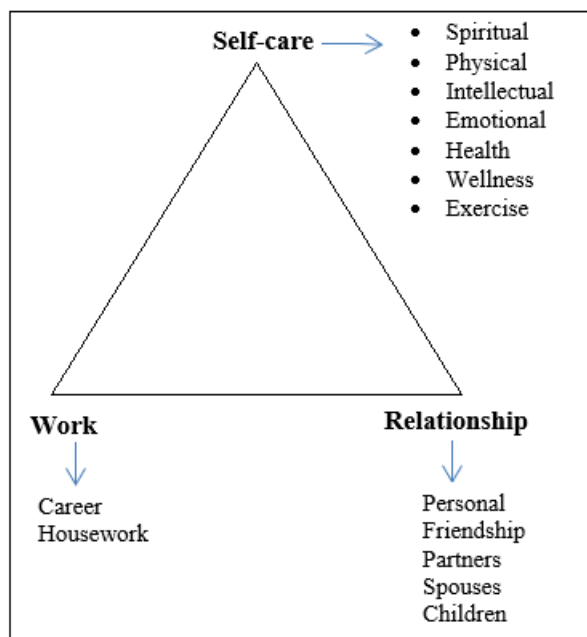 Self-care
• Spiritual
• Physical
• Intellectual
• Emotional
• Health
• Wellness
• Exercise
Work
Career
Housework
Relationship
Personal
Friendship
Partners
Spouses
Children